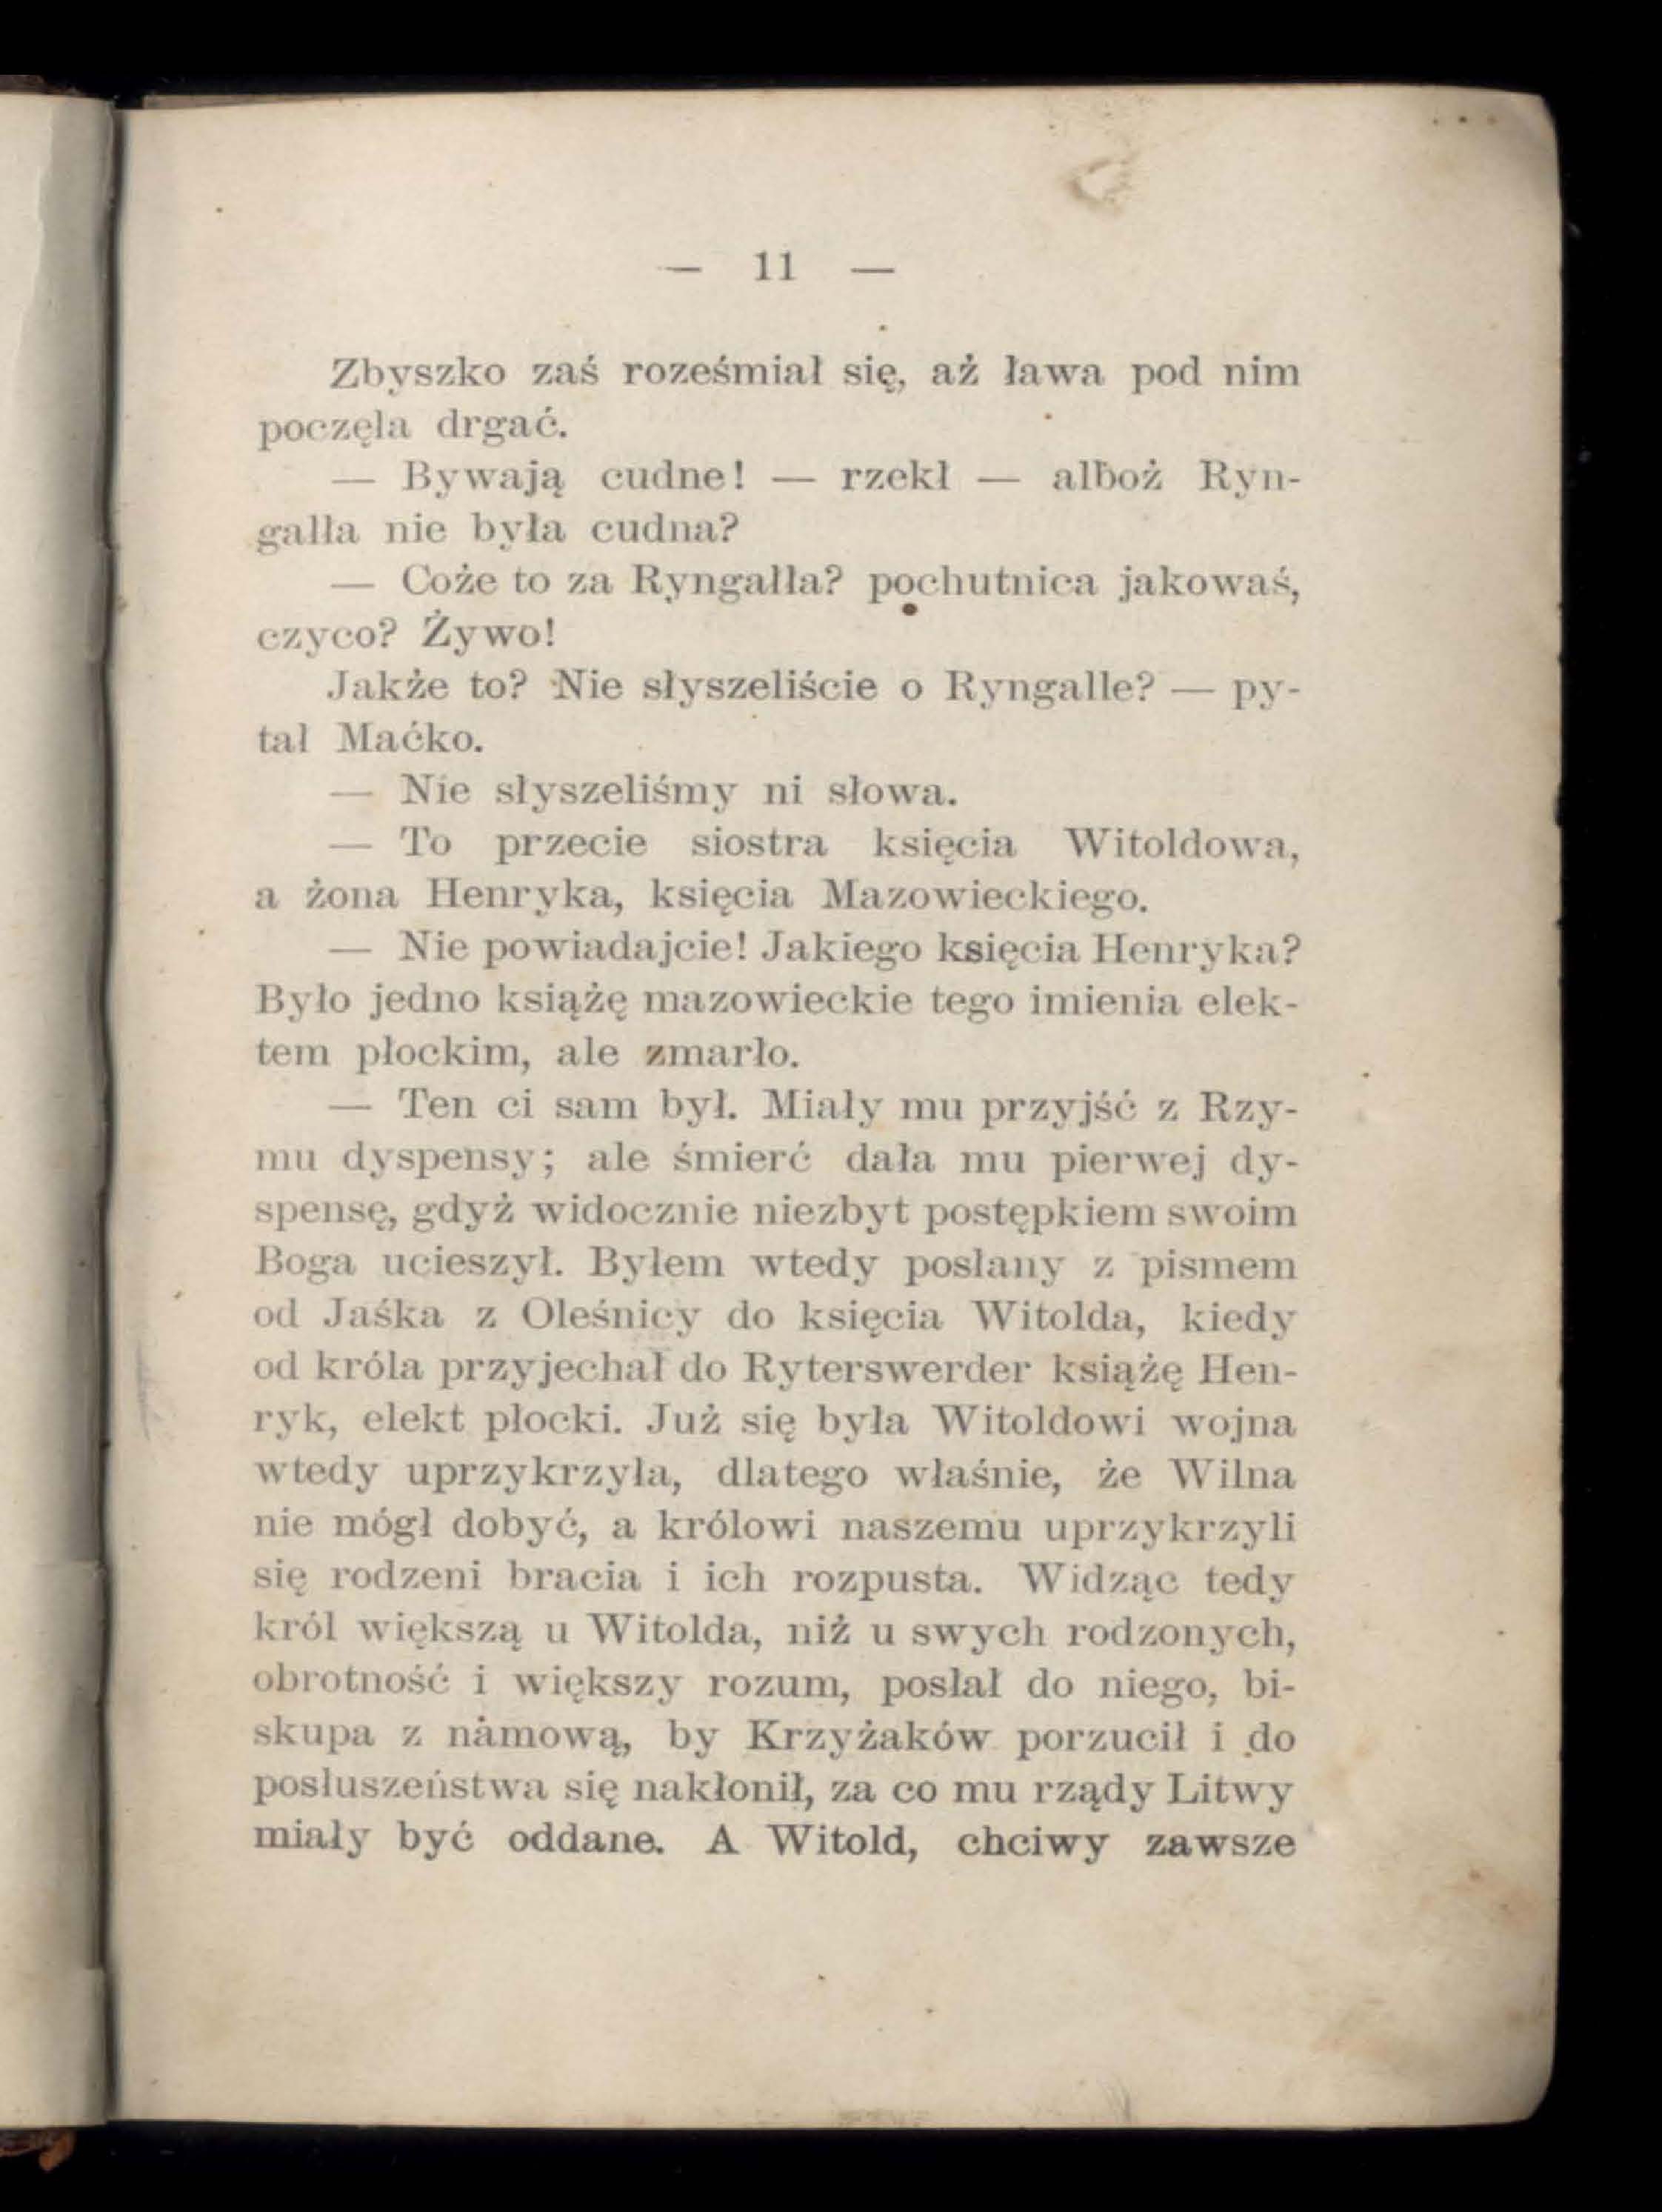 — 11 —
Zbyszko zaś roześmiał się, aż ława pod nim
poczęła drgać.
— Bywają cudne! — rzekł — alboż Ryn-
galla nie była cudna?
— Coże to za Ryngałła? pochutnica jakowaś,
czyco? Żywo!
Jakże to? Nie słyszeliście o Ryngalle? — py-
tał Maćko.
— Nie słyszeliśmy ni słowa.
— To przecie siostra księcia Witoldowa,
a żona Henryka, księcia Mazowieckiego.
— Nie powiadajcie! Jakiego księcia Henryka?
Było jedno książę mazowieckie tego imienia elek-
tem płockim, ale zmarło.
— Ten ci sam był. Miały mu przyjść z Rzy-
mu dyspensy; ale śmierć dała mu pierwej dy-
spensę, gdyż widocznie niezbyt postępkiem swoim
Boga ucieszył. Byłem wtedy posłany z pismem
od Jaśka z Oleśnicy do księcia Witolda, kiedy
od króla przyjechał do Ryterswerder książę Hen-
ryk, elekt płocki. Już się była Witoldowi wojna
wtedy uprzykrzyła, dlatego właśnie, że Wilna
nie mógł dobyć, a królowi naszemu uprzykrzyli
się rodzeni bracia i ich rozpusta. Widząc tedy
król większą u Witolda, niż u swych rodzonych,
obrotność i większy rozum, posłał do niego, bi-
skupa z namową, by Krzyżaków porzucił i do
posłuszeństwa się nakłonił, za co mu rządy Litwy
miały być oddane. A Witold, chciwy zawsze